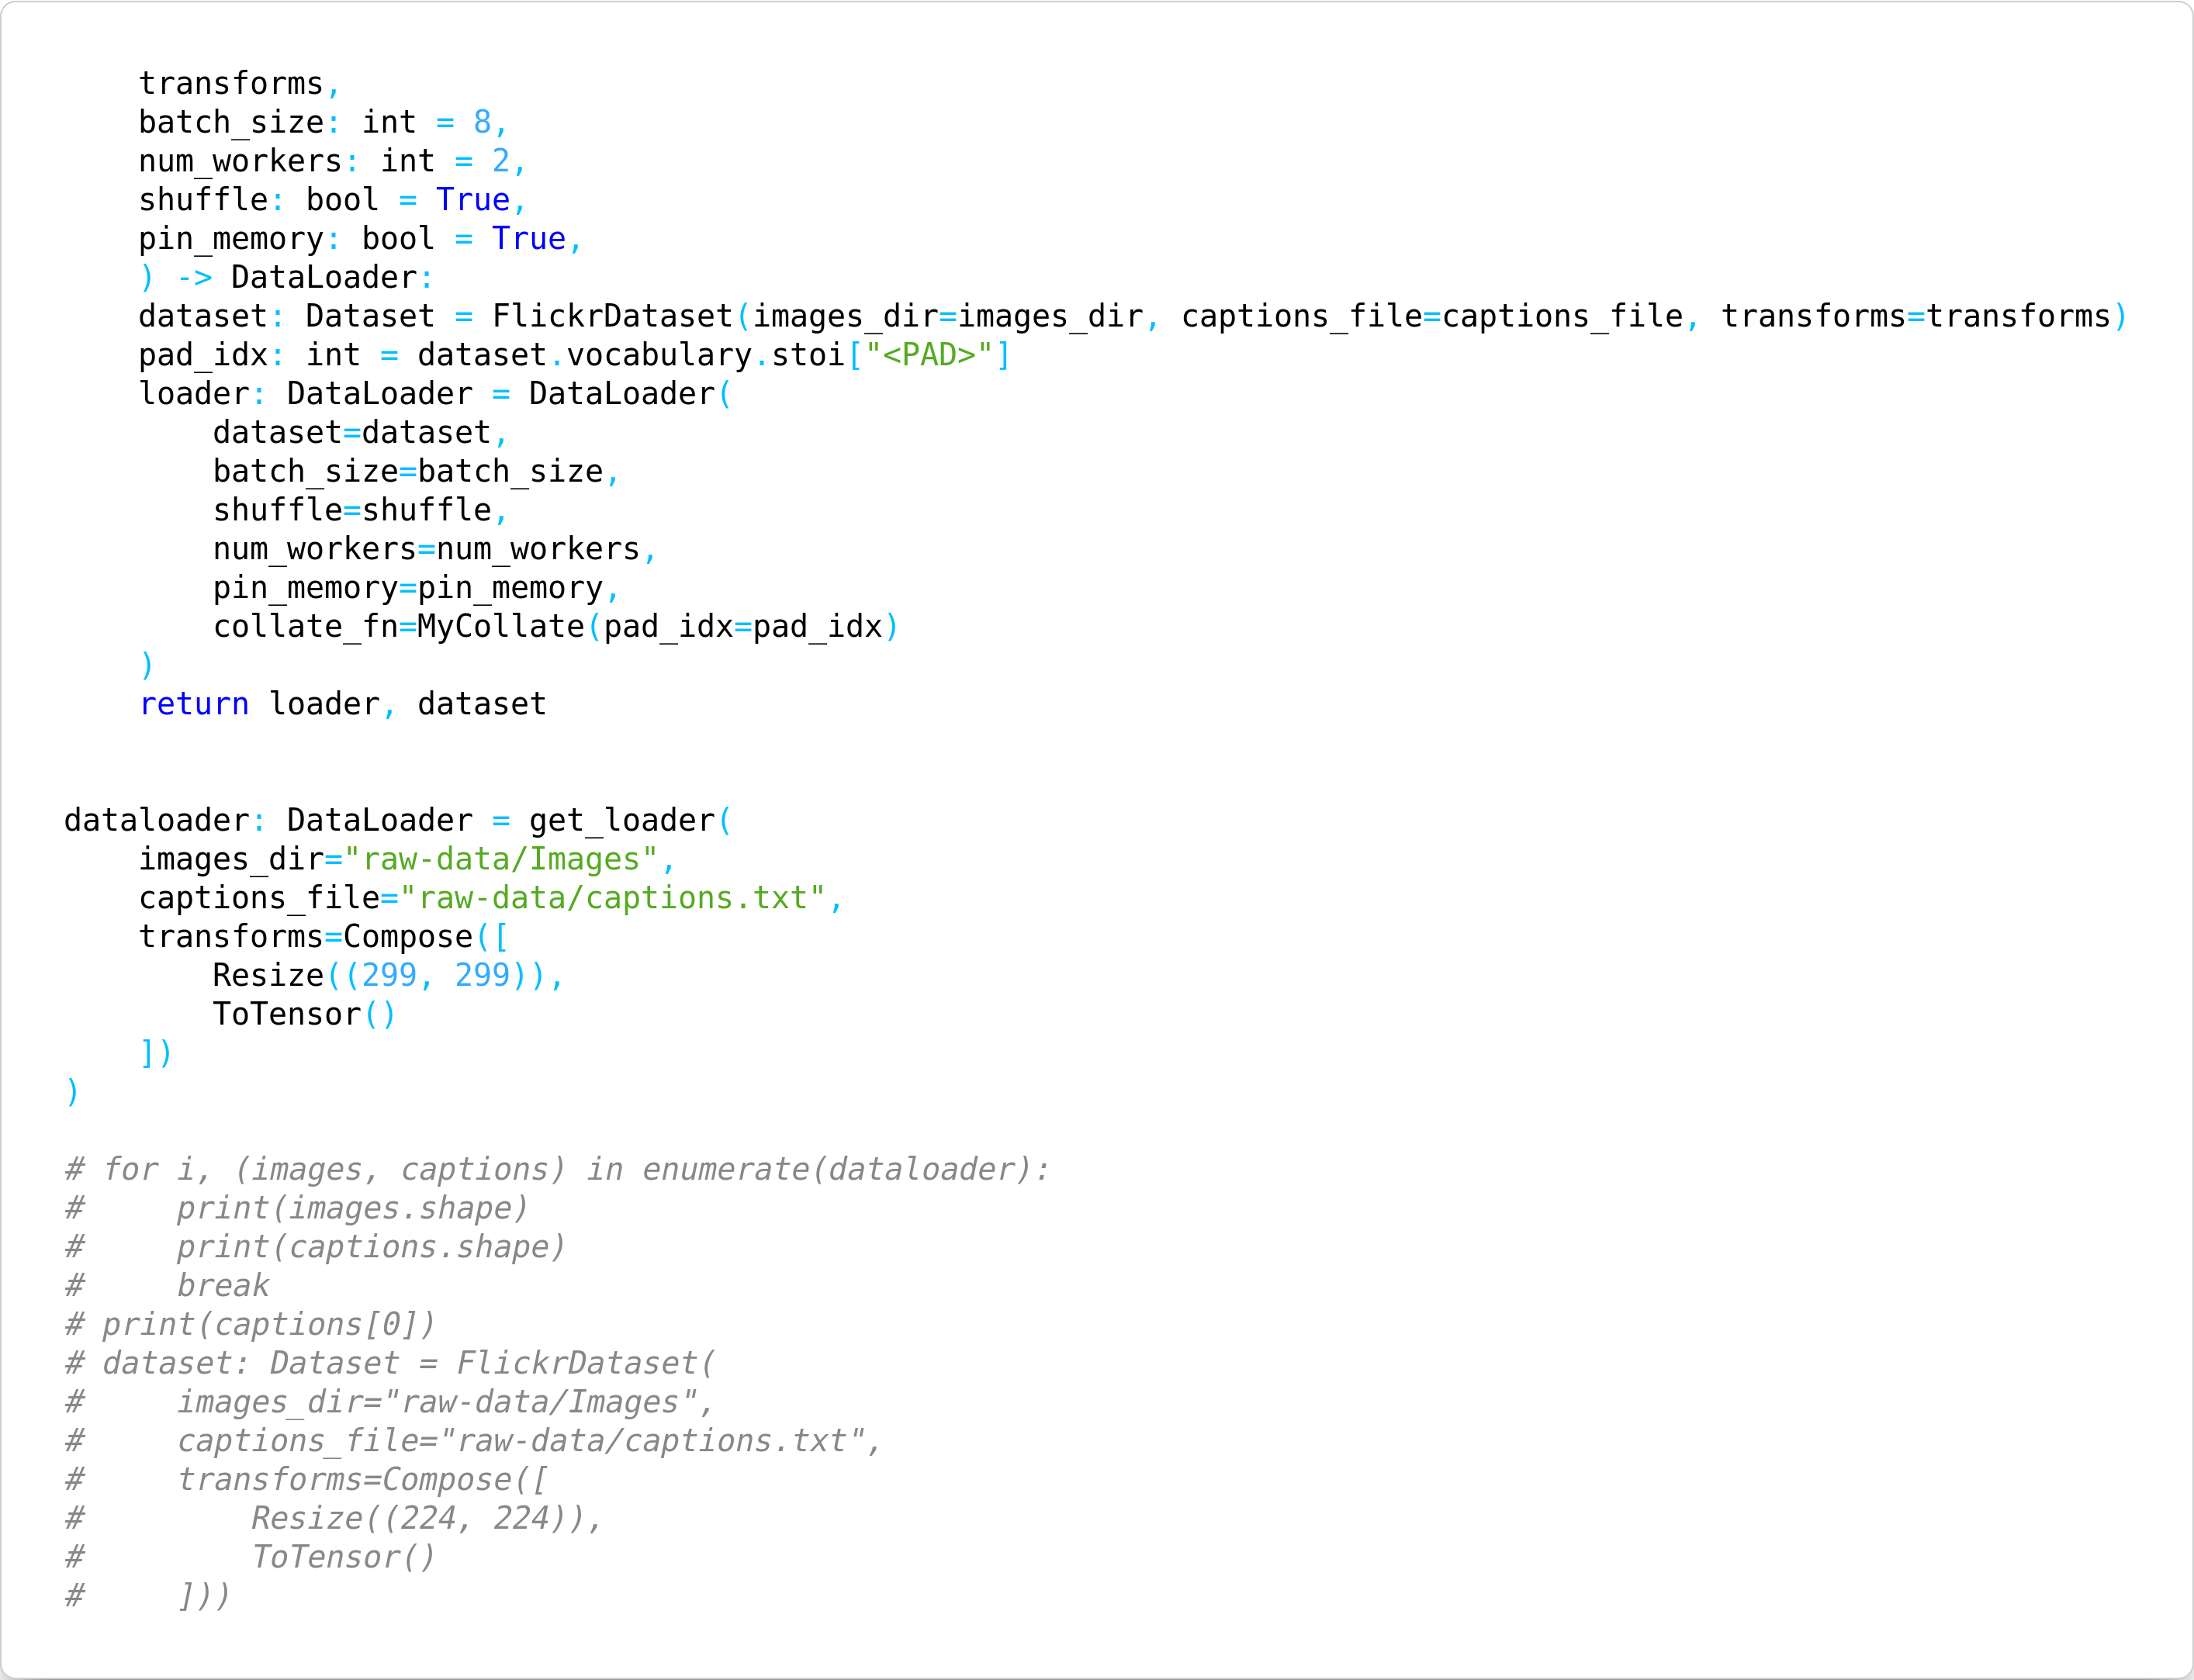 transforms,
    batch_size: int = 8,
    num_workers: int = 2,
    shuffle: bool = True,
    pin_memory: bool = True,
    ) -> DataLoader:
    dataset: Dataset = FlickrDataset(images_dir=images_dir, captions_file=captions_file, transforms=transforms)
    pad_idx: int = dataset.vocabulary.stoi["<PAD>"]
    loader: DataLoader = DataLoader(
        dataset=dataset,
        batch_size=batch_size,
        shuffle=shuffle,
        num_workers=num_workers,
        pin_memory=pin_memory,
        collate_fn=MyCollate(pad_idx=pad_idx)
    )
    return loader, dataset


dataloader: DataLoader = get_loader(
    images_dir="raw-data/Images",
    captions_file="raw-data/captions.txt",
    transforms=Compose([
        Resize((299, 299)),
        ToTensor()
    ])
)

# for i, (images, captions) in enumerate(dataloader):
#     print(images.shape)
#     print(captions.shape)
#     break
# print(captions[0])
# dataset: Dataset = FlickrDataset(
#     images_dir="raw-data/Images",
#     captions_file="raw-data/captions.txt",
#     transforms=Compose([
#         Resize((224, 224)),
#         ToTensor()
#     ]))